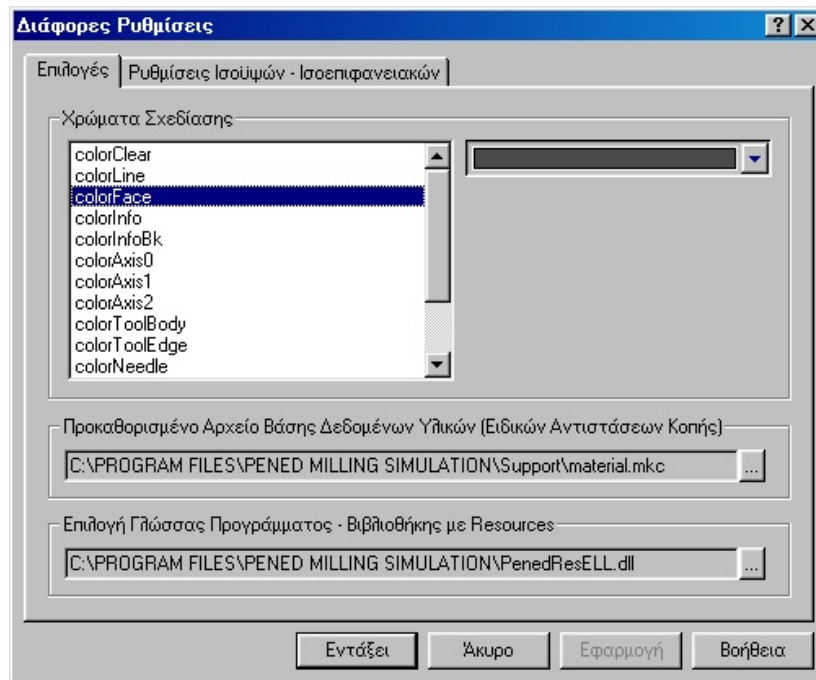 Διάφορες Ρυθμίσεις
Επιλογές Ρυθμίσεις Ισοϋψών - Ισοεπιφανειακών
Χρώματα Σχεδίασης
colorClear
colorLine
colorFace
colorInfo
colorInfoBk
colorAxis0
colorAxis1
colorAxis2
colorToolBody
colorToolEdge
colorNeedle
Προκαθορισμένο Αρχείο Βάσης Δεδομένων Υλικών (Ειδικών Αντιστάσεων Κοπής)
C:\PROGRAM FILES\PENED MILLING SIMULATION\Support\material.mkc ...
Επιλογή Γλώσσας Προγράμματος - Βιβλιοθήκης με Resources
C:\PROGRAM FILES\PENED MILLING SIMULATION\PenedResELL.dll ...
Εντάξει Άκυρο Εφαρμογή Βοήθεια